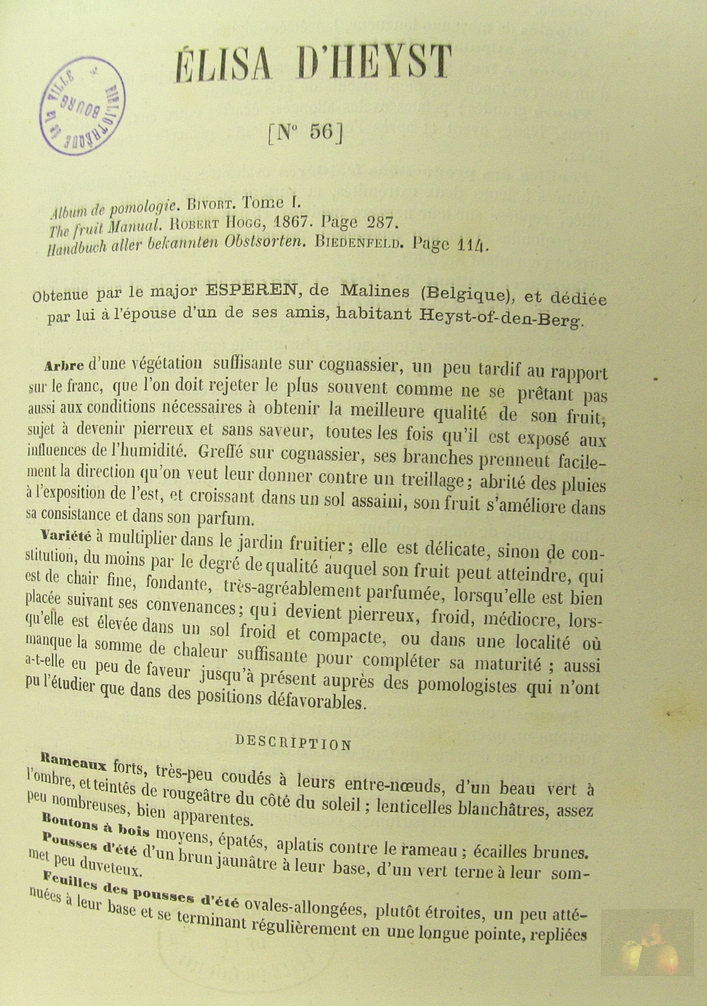 ÉLISA D'HEYST
BIBLIOTHÈQUE DE LA VILLE
BOURG
[N° 56]
Album de pomologie. BIVORT. Tome I.
The fruit Manual. ROBERT HOGG, 1867. Page 287.
Handbuch aller bekannten Obstsorten. BIEDENFELD. Page 114.
Obtenue par le major ESPEREN, de Malines (Belgique), et dédiée
par lui à l'épouse d'un de ses amis, habitant Heyst-of-den-Berg.
Arbre d'une végétation suffisante sur cognassier, un peu tardif au rapport
sur le franc, que l'on doit rejeter le plus souvent comme ne se prêtant pas
aussi aux conditions nécessaires à obtenir la meilleure qualité de son fruit,
sujet à devenir pierreux et sans saveur, toutes les fois qu'il est exposé aux
influences de l'humidité. Greffé sur cognassier, ses branches prennent facile-
ment la direction qu'on veut leur donner contre un treillage; abrité des pluies
à l'exposition de l'est, et croissant dans un sol assaini, son fruit s'améliore dans
sa consistance et dans son parfum.
Variété à multiplier dans le jardin fruitier; elle est délicate, sinon de con-
stitution, du moins par le degré de qualité auquel son fruit peut atteindre, qui
est de chair fine, fondante, très-agréablement parfumée, lorsqu'elle est bien
placée suivant ses convenances; qui devient pierreux, froid, médiocre, lors-
qu'elle est élevée dans un sol froid et compacte, ou dans une localité où
manque la somme de chaleur suffisante pour compléter sa maturité; aussi
a-t-elle eu peu de faveur jusqu'à présent auprès des pomologistes qui n'ont
pu l'étudier que dans des positions défavorables.
DESCRIPTION
Rameaux forts, très-peu coudés à leurs entre-nœuds, d'un beau vert à
l'ombre, et teintés de rougeâtre du côté du soleil; lenticelles blanchâtres, assez
peu nombreuses, bien apparentes.
Boutons à bois moyens, épatés, aplatis contre le rameau; écailles brunes.
Pousses d'été d'un brun jaunâtre à leur base, d'un vert terne à leur som-
met peu duveteux.
Feuilles des pousses d'été ovales-allongées, plutôt étroites, un peu atté-
nuées à leur base et se terminant régulièrement en une longue pointe, repliées